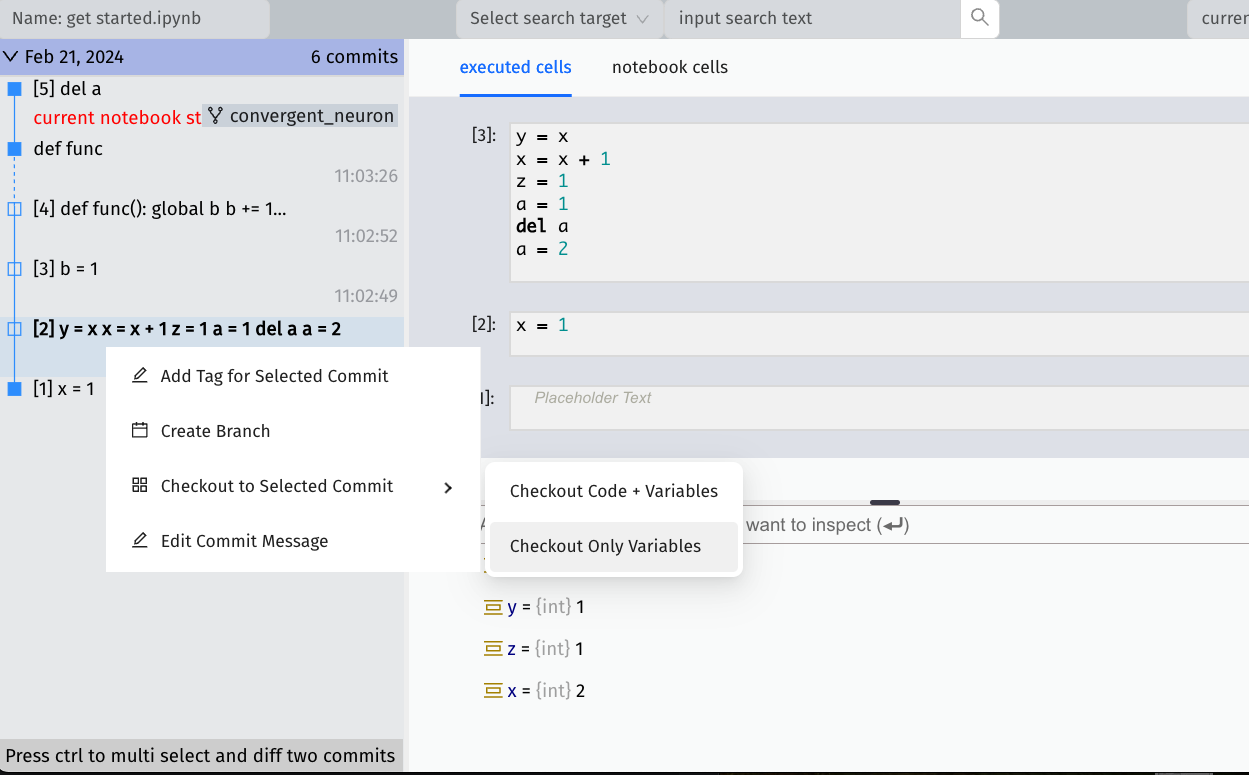 Name: get started.ipynb
Select search target
input search text
Feb 21, 2024 6 commits
[5] del a
current notebook st
convergent_neuron
def func
11:03:26
[4] def func(): global b b += 1...
11:02:52
[3] b = 1
11:02:49
[2] y = x x = x + 1 z = 1 a = 1 del a a = 2
[1] x = 1
Add Tag for Selected Commit
Create Branch
Checkout to Selected Commit
Edit Commit Message
Checkout Code + Variables
Checkout Only Variables
Press ctrl to multi select and diff two commits
executed cells notebook cells
[3]:
y = x
x = x + 1
z = 1
a = 1
del a
a = 2
[2]:
x = 1
]:
Placeholder Text
want to inspect (↵)
y = {int} 1
z = {int} 1
x = {int} 2